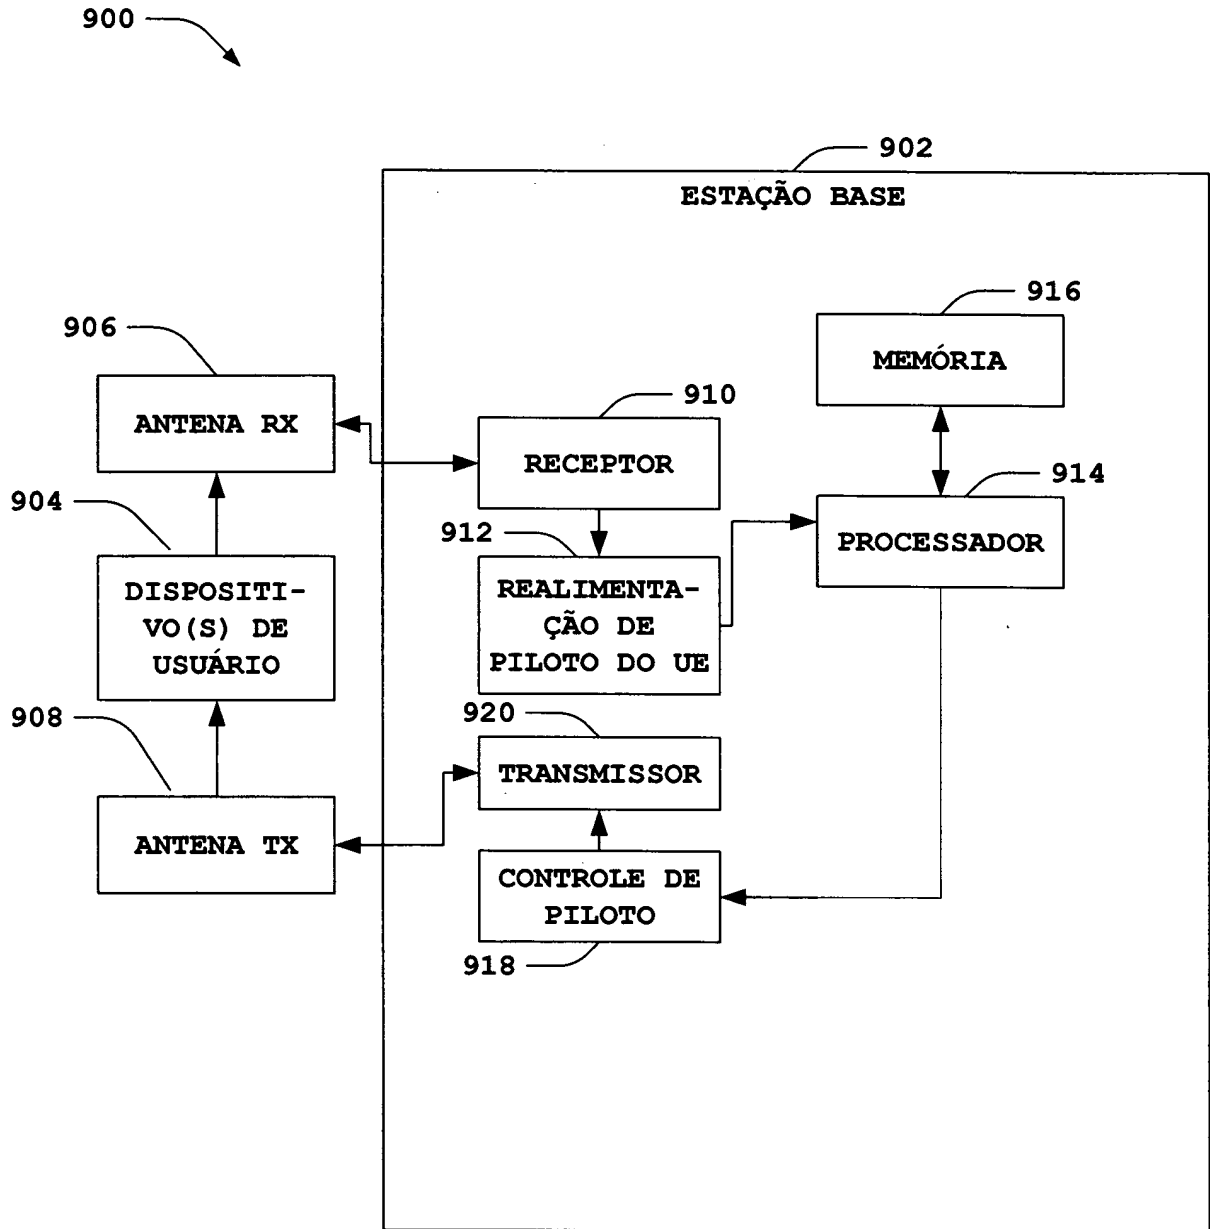 900
902
ESTAÇÃO BASE
916
MEMÓRIA
906
ANTENA RX
910
RECEPTOR
914
PROCESSADOR
904
DISPOSITI-
VO(S) DE
USUÁRIO
912
REALIMENTA-
ÇÃO DE
PILOTO DO UE
908
ANTENA TX
920
TRANSMISSOR
CONTROLE DE
PILOTO
918